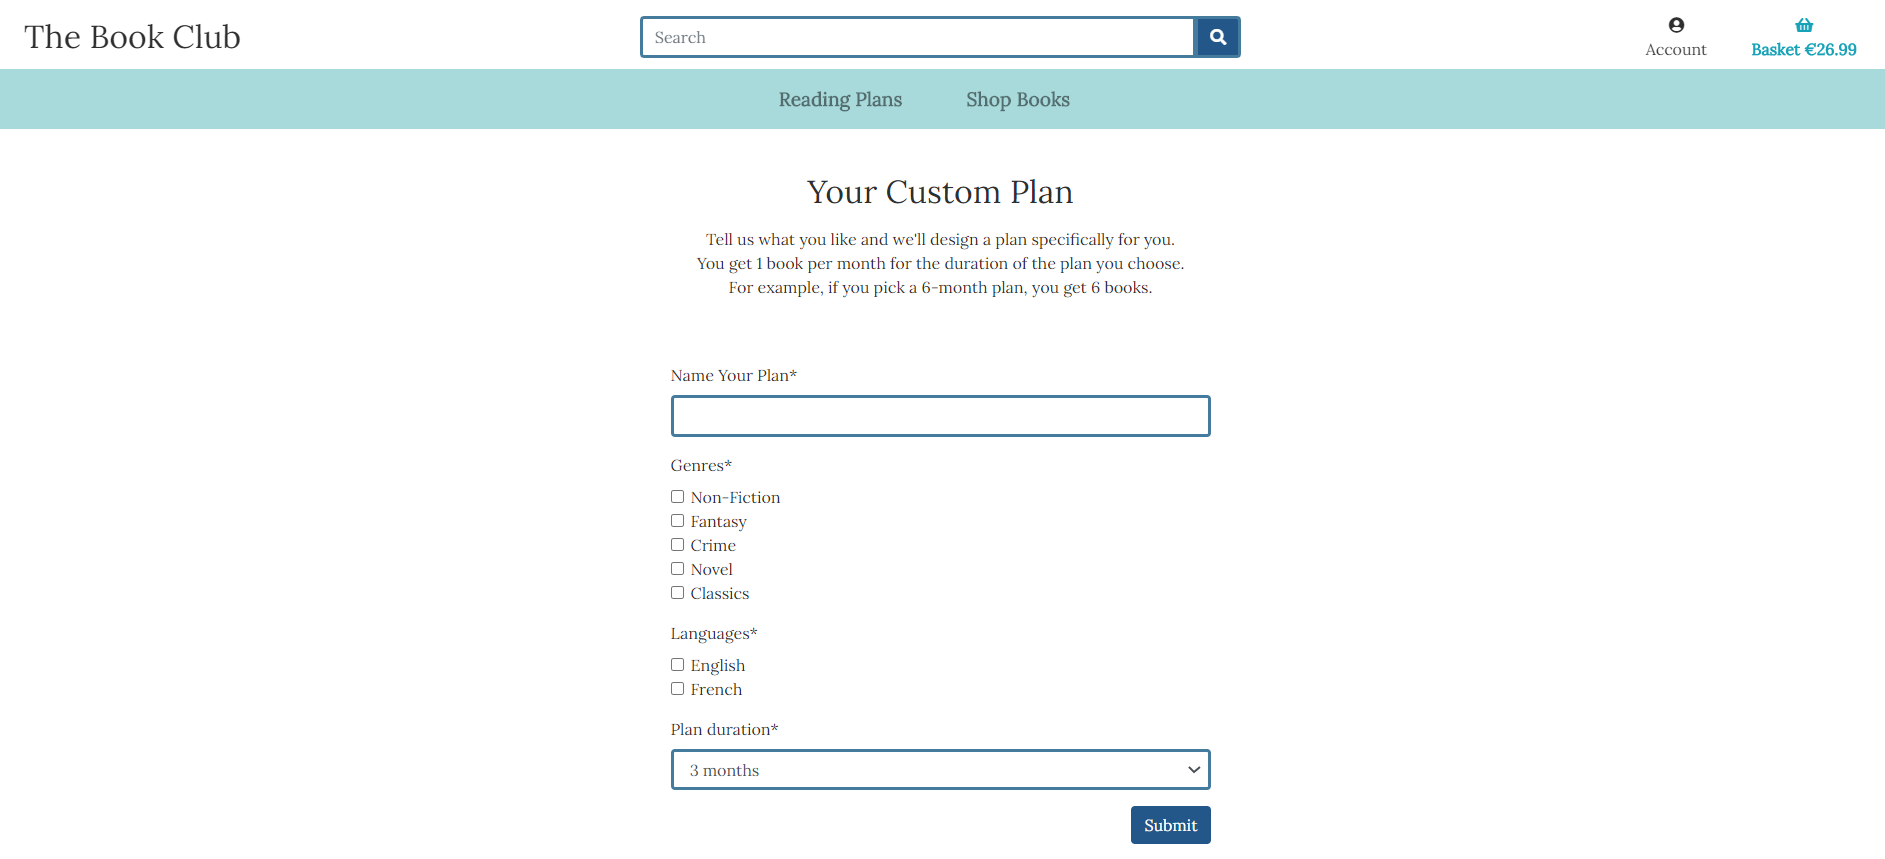 The Book Club
Search
Account
Basket €26.99
Reading Plans
Shop Books
Your Custom Plan
Tell us what you like and we'll design a plan specifically for you.
You get 1 book per month for the duration of the plan you choose.
For example, if you pick a 6-month plan, you get 6 books.
Name Your Plan*
Genres*
Non-Fiction
Fantasy
Crime
Novel
Classics
Languages*
English
French
Plan duration*
3 months
Submit